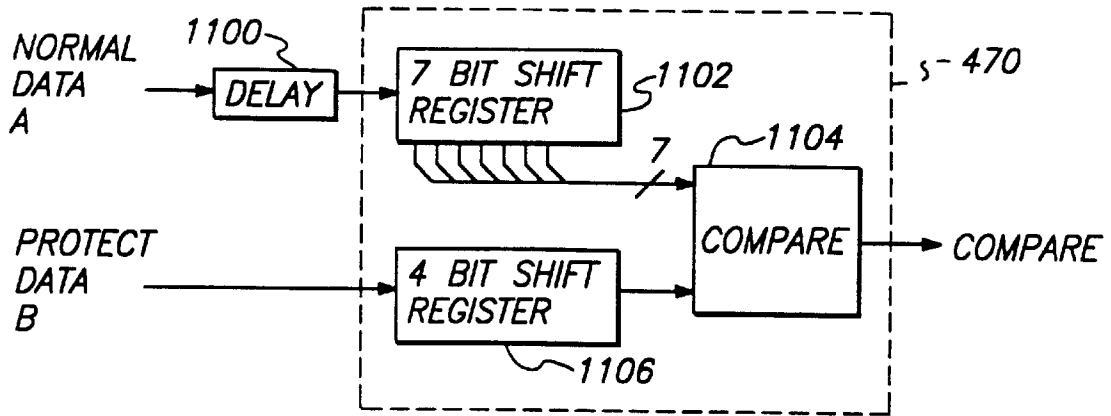 NORMAL
DATA
A
1100
DELAY
7 BIT SHIFT
REGISTER
1102
470
7
1104
COMPARE
COMPARE
PROTECT
DATA
B
4 BIT SHIFT
REGISTER
1106